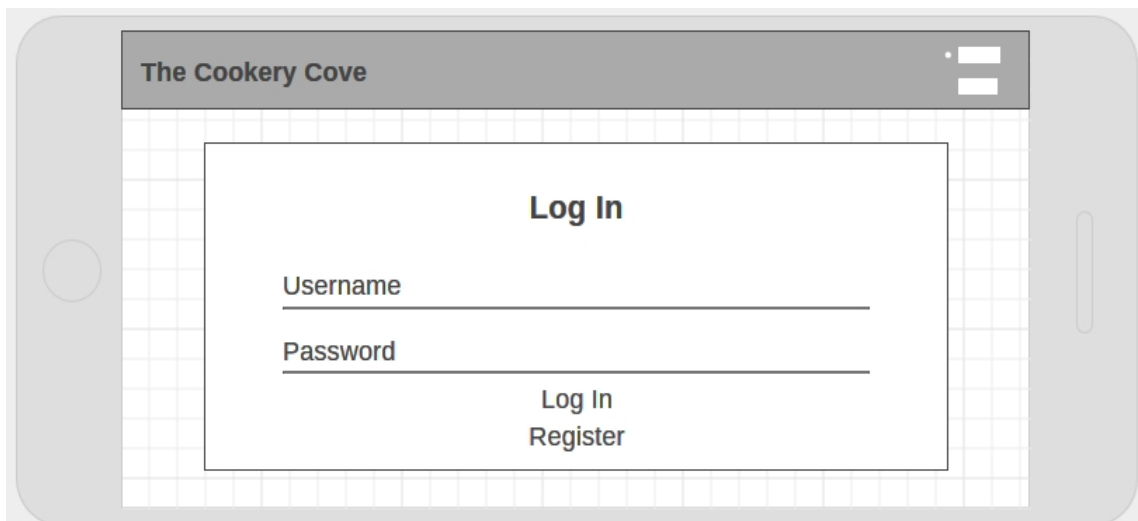 The Cookery Cove
Log In
Username
Password
Log In
Register